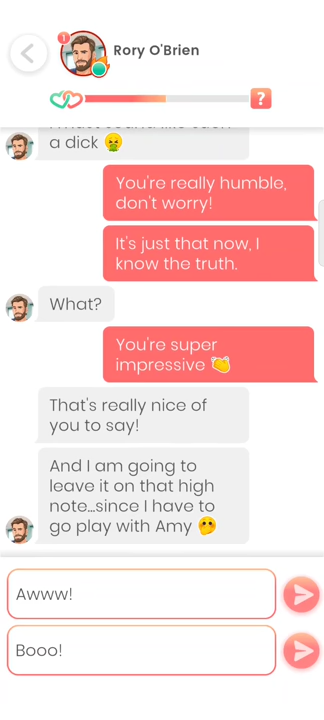 1
Rory O'Brien
?
a dick 🤮
You're really humble,
don't worry!
It's just that now, I
know the truth.
What?
You're super
impressive 👏
That's really nice of
you to say!
And I am going to
leave it on that high
note...since I have to
go play with Amy 🤭
Awww!
Booo!